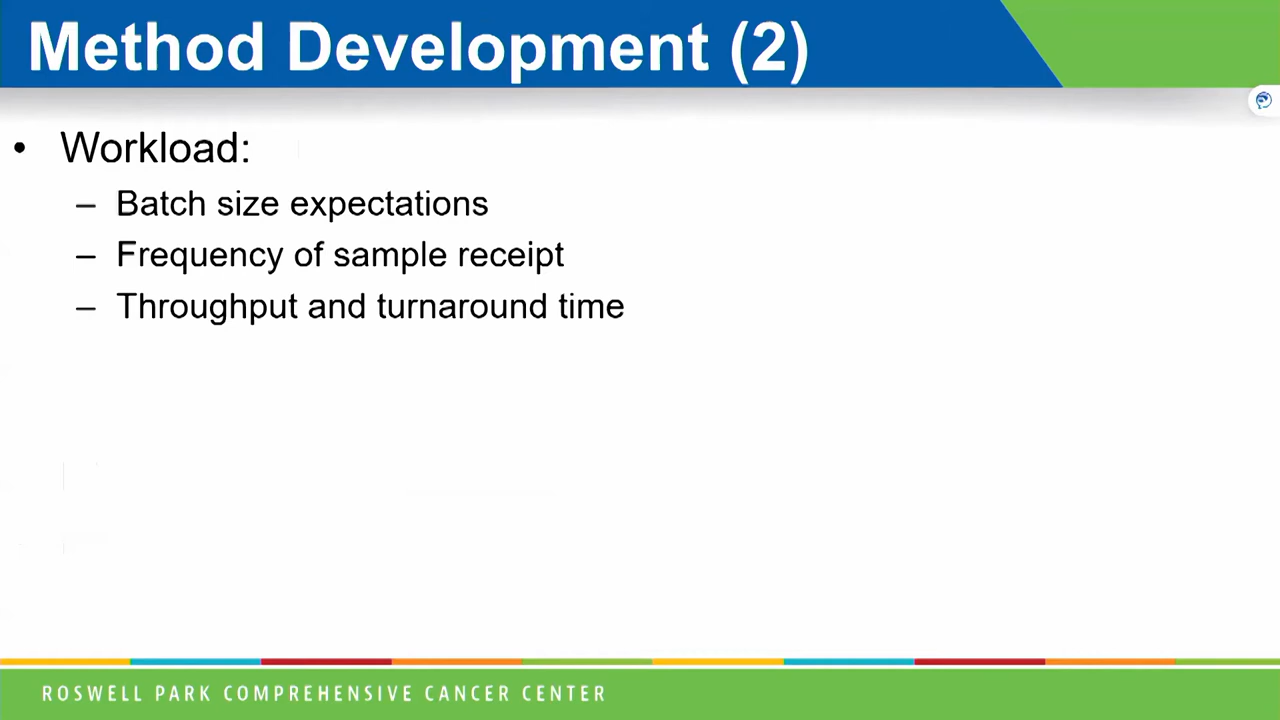 Method Development (2)
• Workload:
– Batch size expectations
– Frequency of sample receipt
– Throughput and turnaround time
ROSWELL PARK COMPREHENSIVE CANCER CENTER